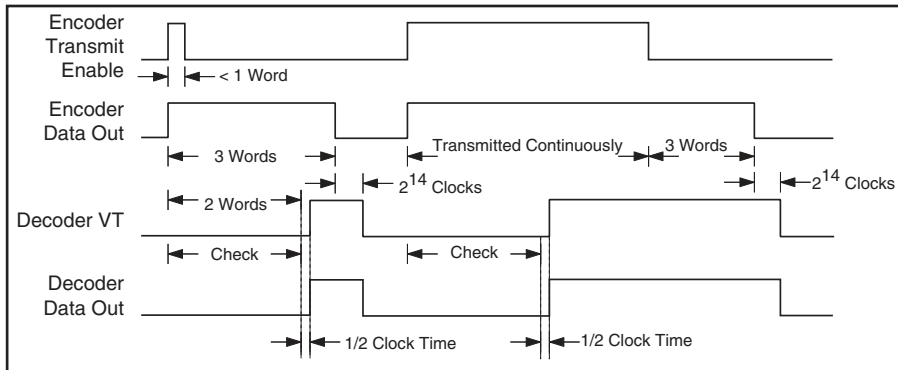 Encoder
Transmit
Enable
< 1 Word
Encoder
Data Out
3 Words
Transmitted Continuously
3 Words
2^14 Clocks
2^14 Clocks
2 Words
Decoder VT
Check
Check
Decoder
Data Out
1/2 Clock Time
1/2 Clock Time